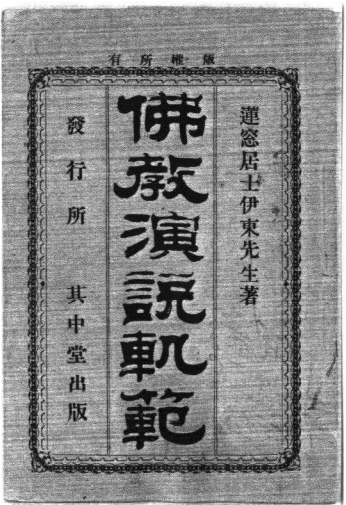 版權所有
蓮窓居士伊東先生著
佛教演説軌範
發行所 其中堂出版